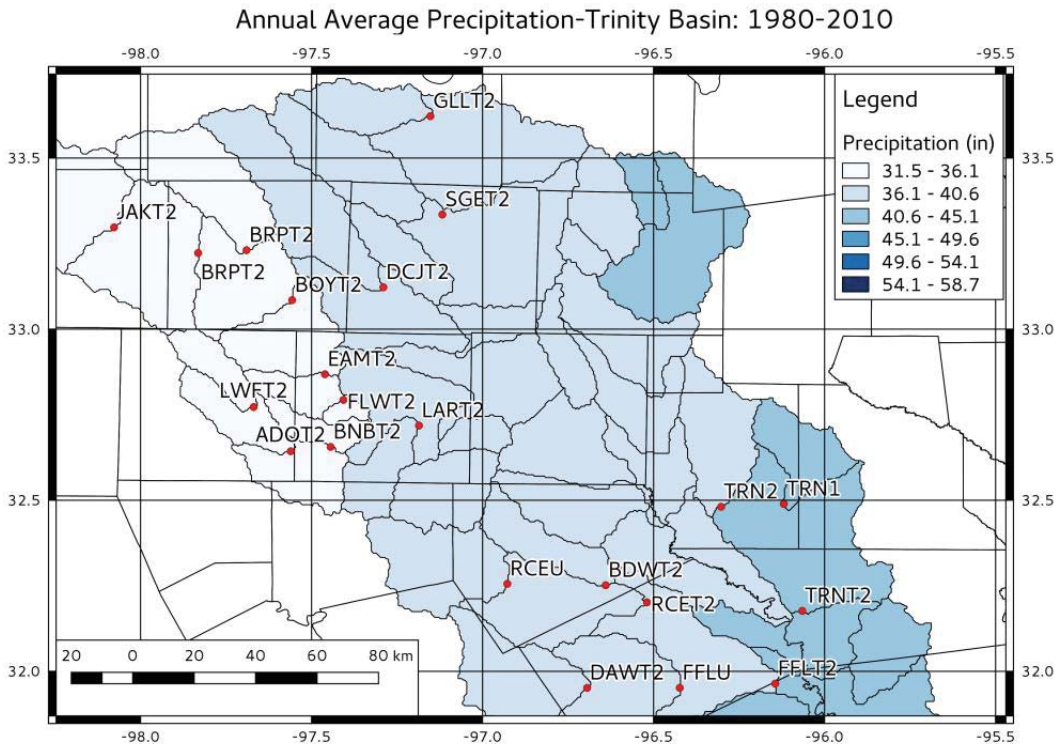 Annual Average Precipitation-Trinity Basin: 1980-2010
-98.0 -97.5 -97.0 -96.5 -96.0 -95.5
GLLT2
Legend
Precipitation (in)
31.5 - 36.1
36.1 - 40.6
40.6 - 45.1
45.1 - 49.6
49.6 - 54.1
54.1 - 58.7
33.5 33.5
JAKT2
SGET2
BRPT2
BRPT2
DCJT2
BOYT2
33.0 33.0
EAMT2
LWFT2
FLWT2
LART2
ADOT2
BNBT2
32.5 32.5
TRN2
TRN1
RCEU
BDWT2
RCET2
TRNT2
20 0 20 40 60 80 km
32.0 32.0
DAWT2
FFLU
FFLT2
-98.0 -97.5 -97.0 -96.5 -96.0 -95.5